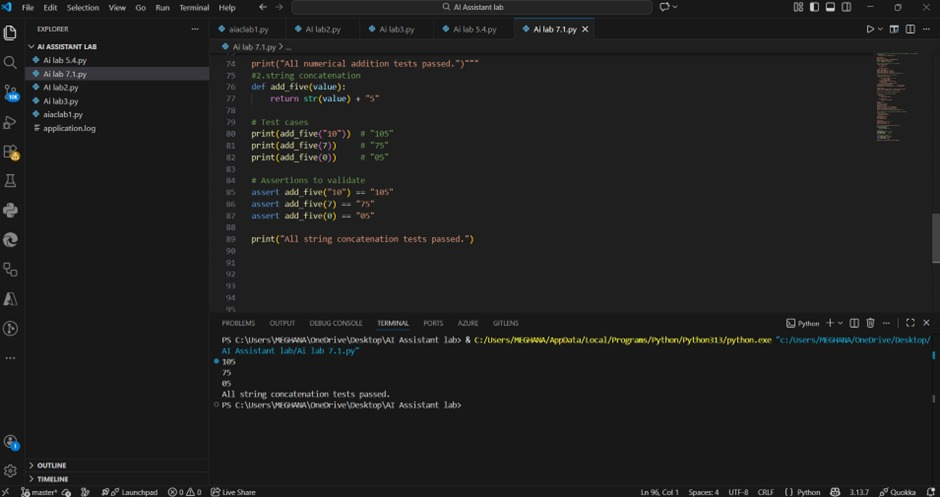 File Edit Selection View Go Run Terminal Help
AI Assistant lab
EXPLORER
AI ASSISTANT LAB
Ai lab 5.4.py
Ai lab 7.1.py
AI lab2.py
Ai lab3.py
aiaclab1.py
application.log
OUTLINE
TIMELINE
aiaclab1.py AI lab2.py Ai lab3.py Ai lab 5.4.py Ai lab 7.1.py
Ai lab 7.1.py > ...
74 print("All numerical addition tests passed.")"""
75 #2.string concatenation
76 def add_five(value):
77 return str(value) + "5"
78
79 # Test cases
80 print(add_five("10")) # "105"
81 print(add_five(7)) # "75"
82 print(add_five(0)) # "05"
83
84 # Assertions to validate
85 assert add_five("10") == "105"
86 assert add_five(7) == "75"
87 assert add_five(0) == "05"
88
89 print("All string concatenation tests passed.")
90
91
92
93
94
95
PROBLEMS OUTPUT DEBUG CONSOLE TERMINAL PORTS AZURE GITLENS
Python
PS C:\Users\MEGHANA\OneDrive\Desktop\AI Assistant lab> & C:/Users/MEGHANA/AppData/Local/Programs/Python/Python313/python.exe "c:/Users/MEGHANA/OneDrive/Desktop/
AI Assistant lab/Ai lab 7.1.py"
105
75
05
All string concatenation tests passed.
PS C:\Users\MEGHANA\OneDrive\Desktop\AI Assistant lab>
master* Launchpad 0 0 Live Share Ln 96, Col 1 Spaces: 4 UTF-8 CRLF {} Python 3.13.7 Quokka